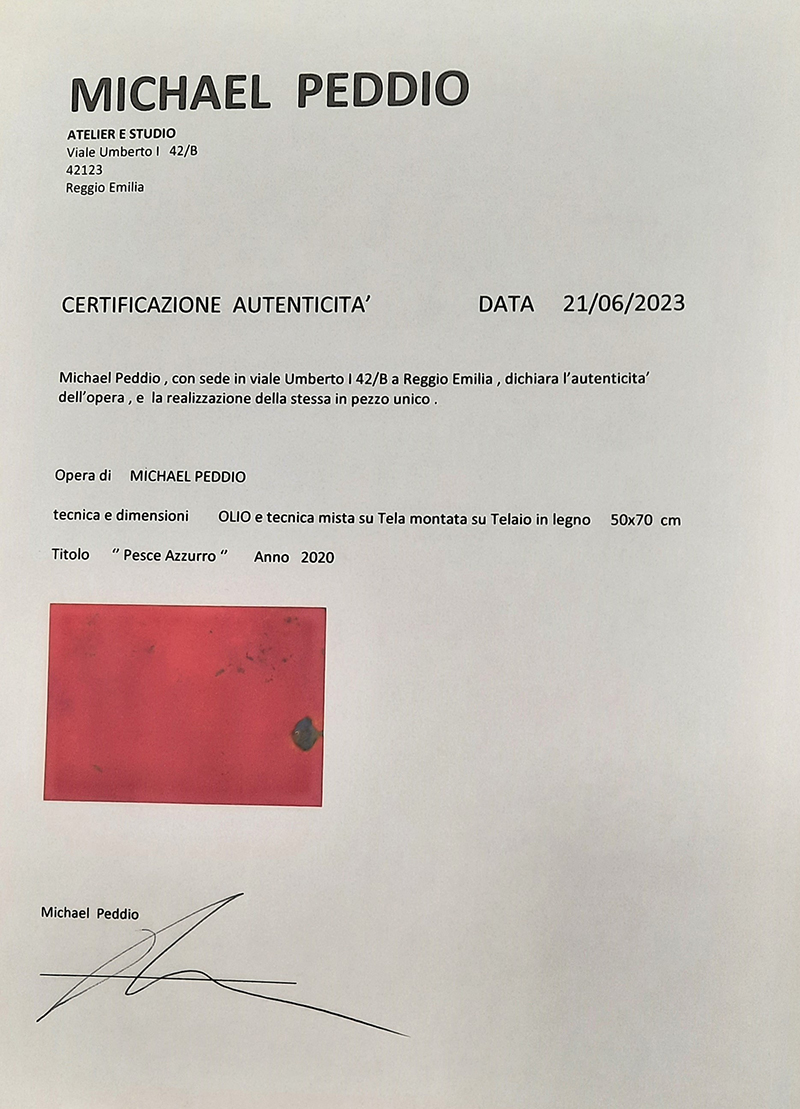 MICHAEL PEDDIO
ATELIER E STUDIO
Viale Umberto I 42/B
42123
Reggio Emilia
CERTIFICAZIONE AUTENTICITA’ DATA 21/06/2023
Michael Peddio , con sede in viale Umberto I 42/B a Reggio Emilia , dichiara l’autenticita’
dell’opera , e la realizzazione della stessa in pezzo unico .
Opera di MICHAEL PEDDIO
tecnica e dimensioni OLIO e tecnica mista su Tela montata su Telaio in legno 50x70 cm
Titolo “ Pesce Azzurro “ Anno 2020
Michael Peddio